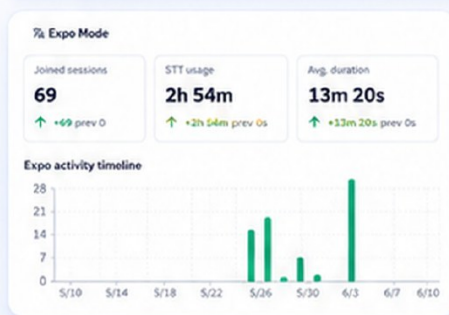 Expo Mode
Joined sessions
69
+69 prev 0
STT usage
2h 54m
+2h 54m prev 0s
Avg. duration
13m 20s
+13m 20s prev 0s
Expo activity timeline
28
21
14
7
0
5/10 5/14 5/18 5/22 5/26 5/30 6/3 6/7 6/10